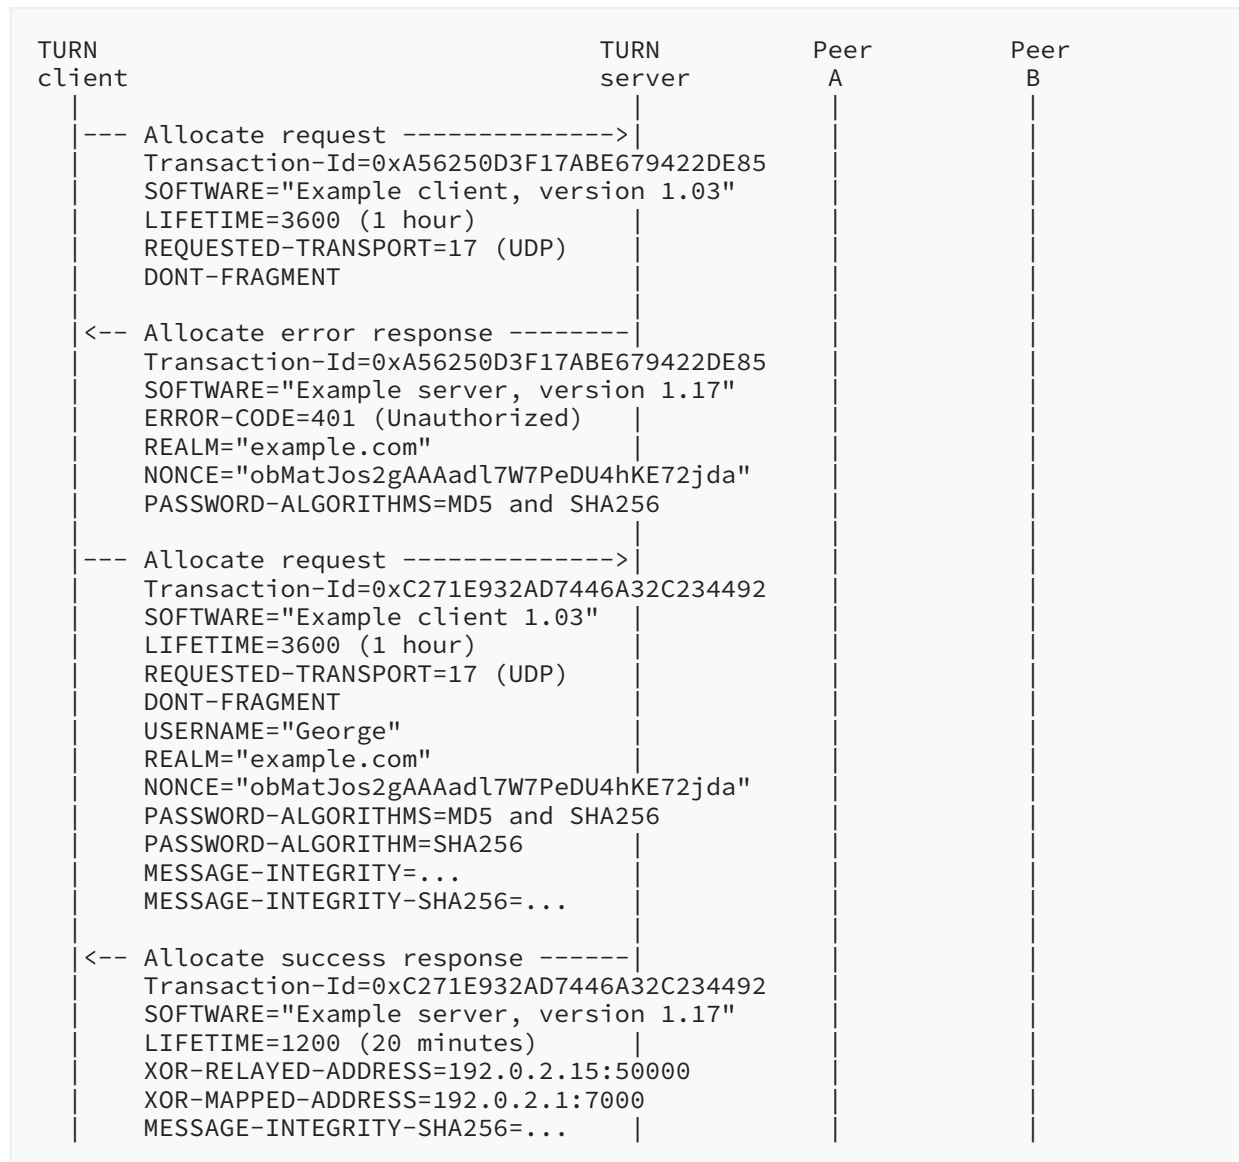 TURN                                 TURN          Peer          Peer
client                               server          A             B
  |                                    |             |             |
  |--- Allocate request -------------->|             |             |
  |    Transaction-Id=0xA56250D3F17ABE679422DE85     |             |
  |    SOFTWARE="Example client, version 1.03"       |             |
  |    LIFETIME=3600 (1 hour)          |             |             |
  |    REQUESTED-TRANSPORT=17 (UDP)    |             |             |
  |    DONT-FRAGMENT                   |             |             |
  |                                    |             |             |
  |<-- Allocate error response --------|             |             |
  |    Transaction-Id=0xA56250D3F17ABE679422DE85     |             |
  |    SOFTWARE="Example server, version 1.17"       |             |
  |    ERROR-CODE=401 (Unauthorized)   |             |             |
  |    REALM="example.com"             |             |             |
  |    NONCE="obMatJos2gAAAadl7W7PeDU4hKE72jda"      |             |
  |    PASSWORD-ALGORITHMS=MD5 and SHA256            |             |
  |                                    |             |             |
  |--- Allocate request -------------->|             |             |
  |    Transaction-Id=0xC271E932AD7446A32C234492     |             |
  |    SOFTWARE="Example client 1.03"  |             |             |
  |    LIFETIME=3600 (1 hour)          |             |             |
  |    REQUESTED-TRANSPORT=17 (UDP)    |             |             |
  |    DONT-FRAGMENT                   |             |             |
  |    USERNAME="George"               |             |             |
  |    REALM="example.com"             |             |             |
  |    NONCE="obMatJos2gAAAadl7W7PeDU4hKE72jda"      |             |
  |    PASSWORD-ALGORITHMS=MD5 and SHA256            |             |
  |    PASSWORD-ALGORITHM=SHA256       |             |             |
  |    MESSAGE-INTEGRITY=...           |             |             |
  |    MESSAGE-INTEGRITY-SHA256=...    |             |             |
  |                                    |             |             |
  |<-- Allocate success response ------|             |             |
  |    Transaction-Id=0xC271E932AD7446A32C234492     |             |
  |    SOFTWARE="Example server, version 1.17"       |             |
  |    LIFETIME=1200 (20 minutes)      |             |             |
  |    XOR-RELAYED-ADDRESS=192.0.2.15:50000          |             |
  |    XOR-MAPPED-ADDRESS=192.0.2.1:7000             |             |
  |    MESSAGE-INTEGRITY-SHA256=...    |             |             |